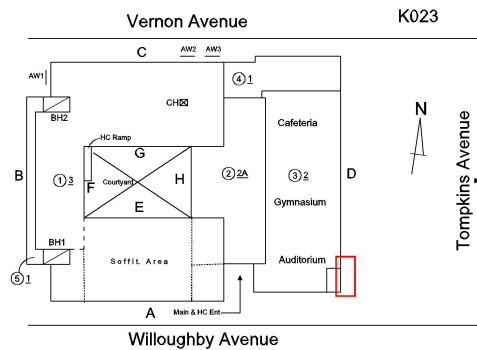 Vernon Avenue
K023
C
AW1
AW2
AW3
④ 1
CH
BH2
HC Ramp
Cafeteria
N
G
B
① 3
F
Courtyard
H
② 2A
③ 2
D
Tompkins Avenue
E
Gymnasium
BH1
Soffit Area
Auditorium
⑤ 1
A
Main & HC Ent
Willoughby Avenue